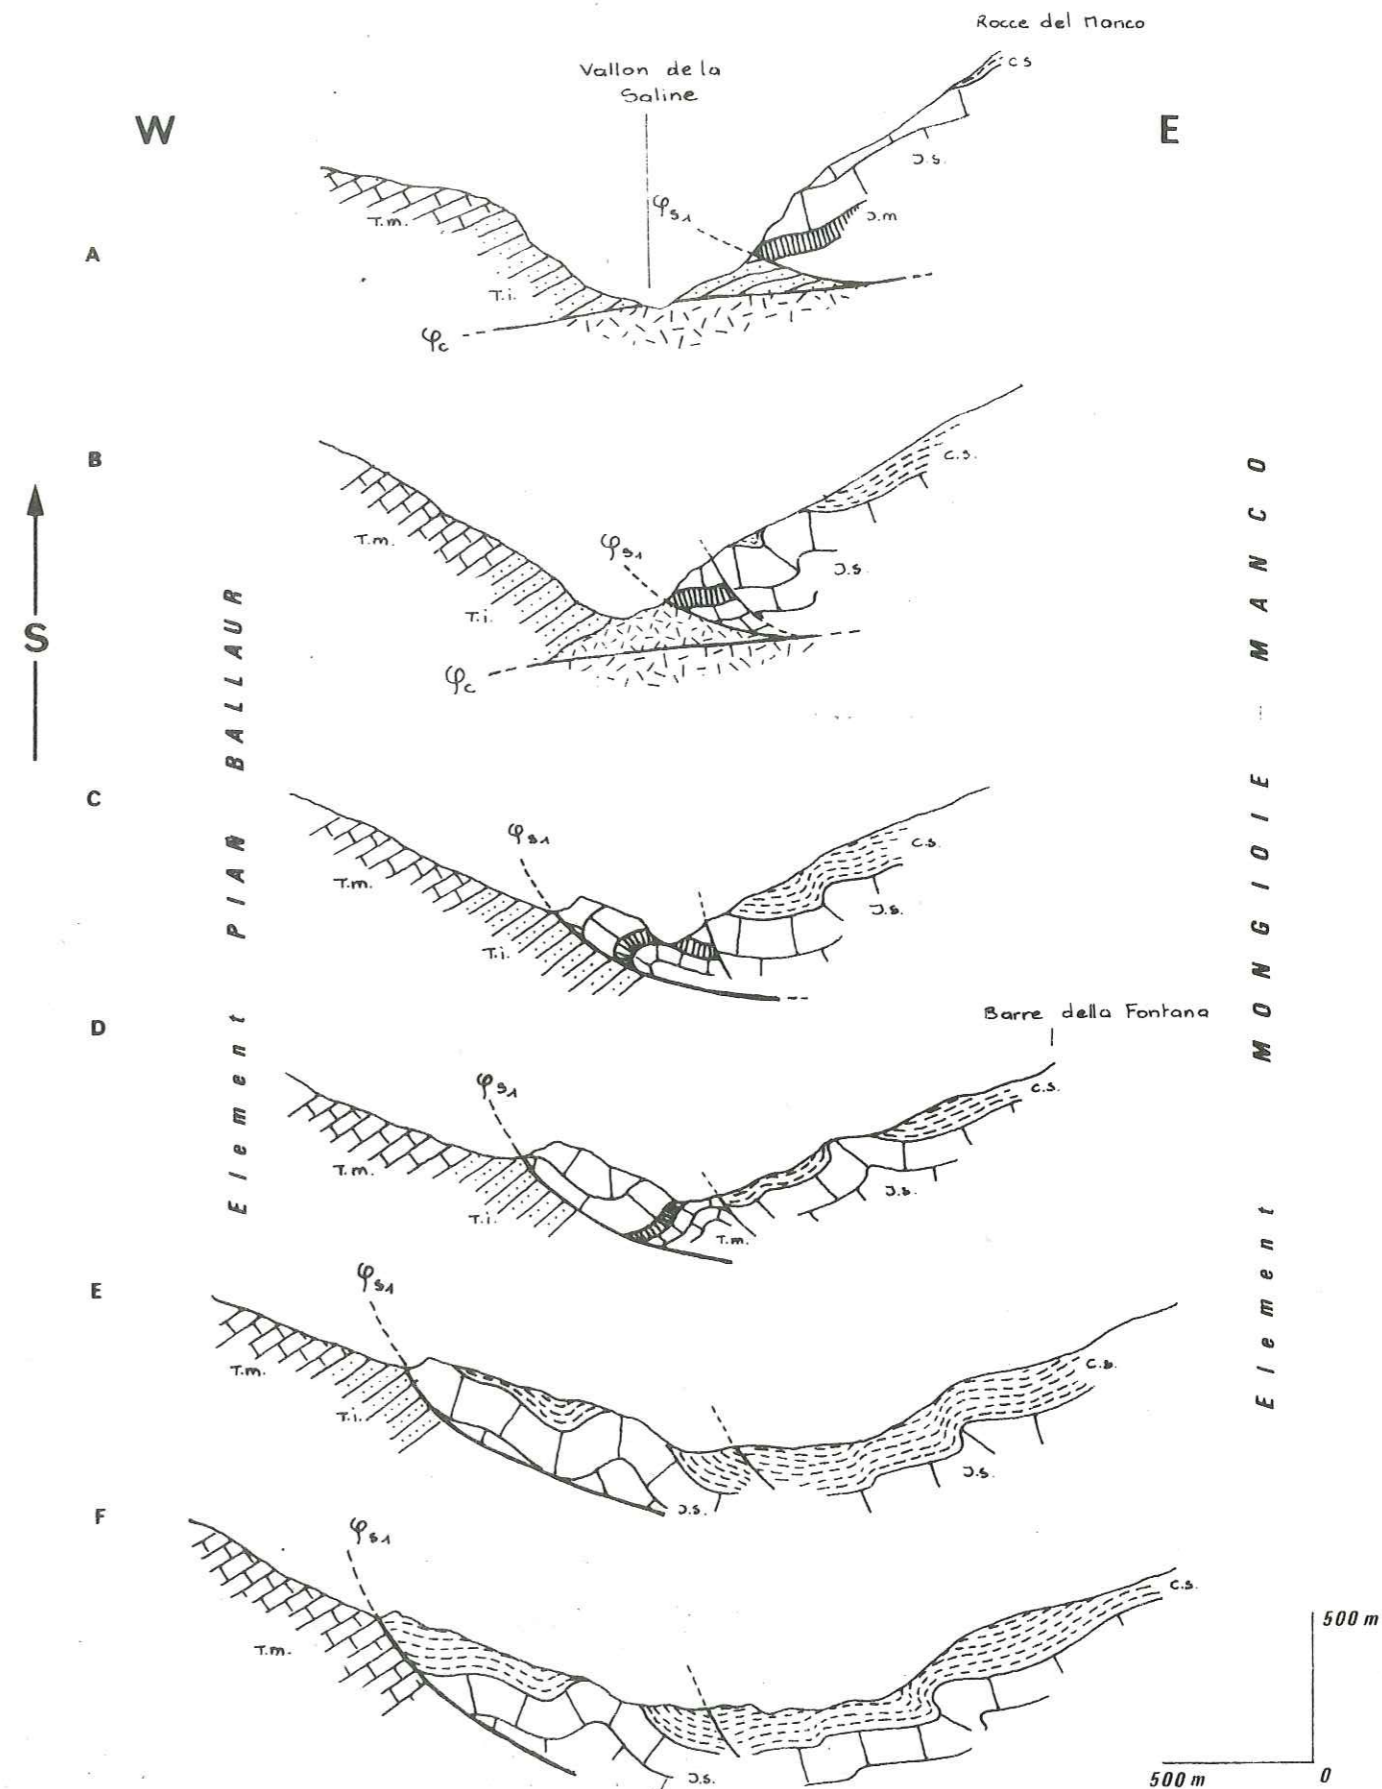 Rocce del Manco
Vallon de la
Saline
W
E
c s
J.s.
φs1
T.m.
J.m
A
T.i.
φc
B
c.s.
T.m.
φs1
J.s.
T.i.
S
φc
Element PIAN BALLAUR
Element MONGIOIE - MANCO
C
φs1
c.s.
T.m.
J.s.
T.i.
D
Barre della Fontana
φs1
c.s.
T.m.
J.s.
T.i.
T.m.
E
φs1
c.s.
T.m.
T.i.
J.s.
J.s.
F
φs1
c.s.
500 m
T.m.
J.s.
500 m
0